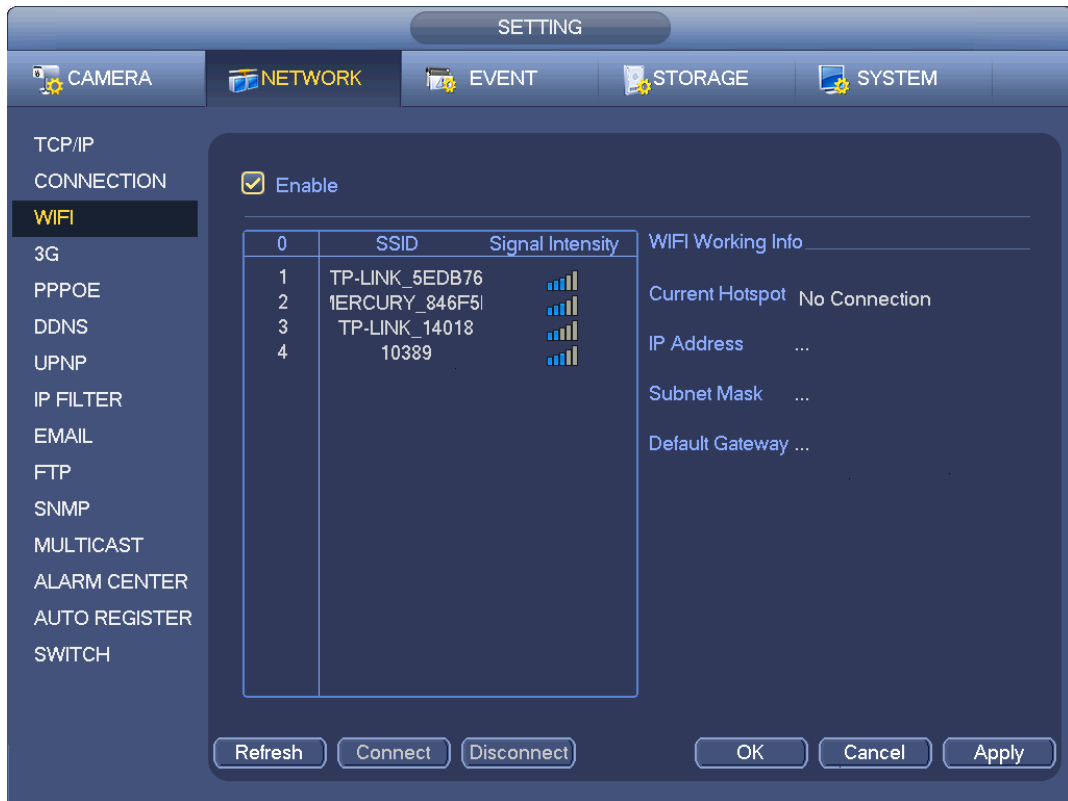 SETTING
CAMERA NETWORK EVENT STORAGE SYSTEM
TCP/IP
CONNECTION
WIFI
3G
PPPOE
DDNS
UPNP
IP FILTER
EMAIL
FTP
SNMP
MULTICAST
ALARM CENTER
AUTO REGISTER
SWITCH
Enable
0 SSID Signal Intensity
1 TP-LINK_5EDB76
2 MERCURY_846F5
3 TP-LINK_14018
4 10389
WIFI Working Info
Current Hotspot No Connection
IP Address ...
Subnet Mask ...
Default Gateway ...
Refresh Connect Disconnect OK Cancel Apply